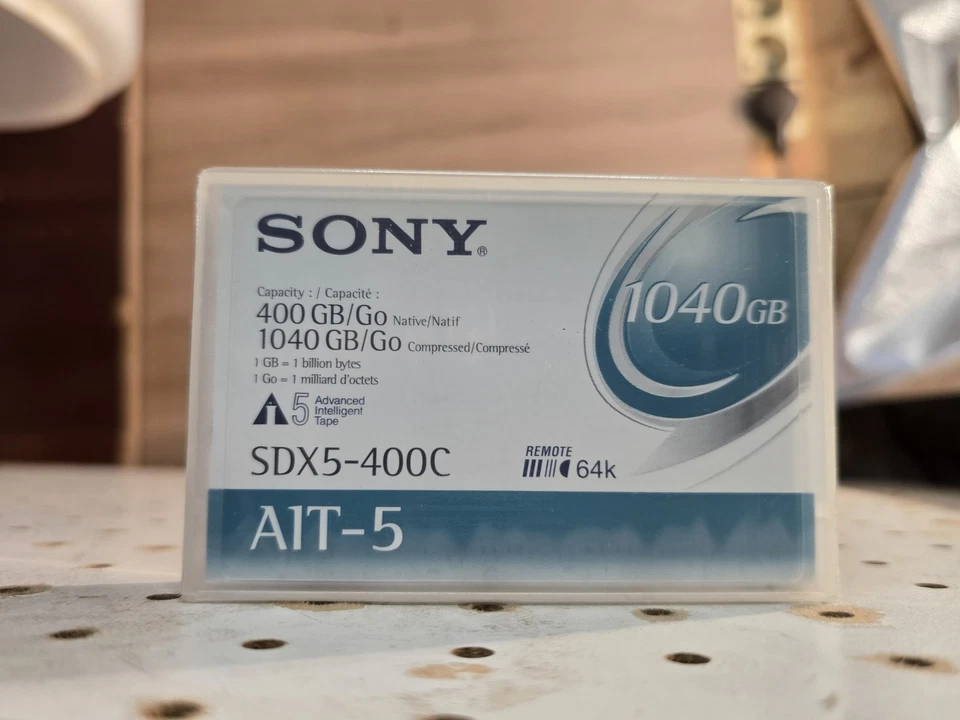 SONY®
Capacity : / Capacité :
400 GB/Go Native/Natif
1040 GB/Go Compressed/Compressé
1 GB = 1 billion bytes
1 Go = 1 milliard d'octets
AIT 5 Advanced
Intelligent
Tape
SDX5-400C
REMOTE
64k
AIT-5
1040GB